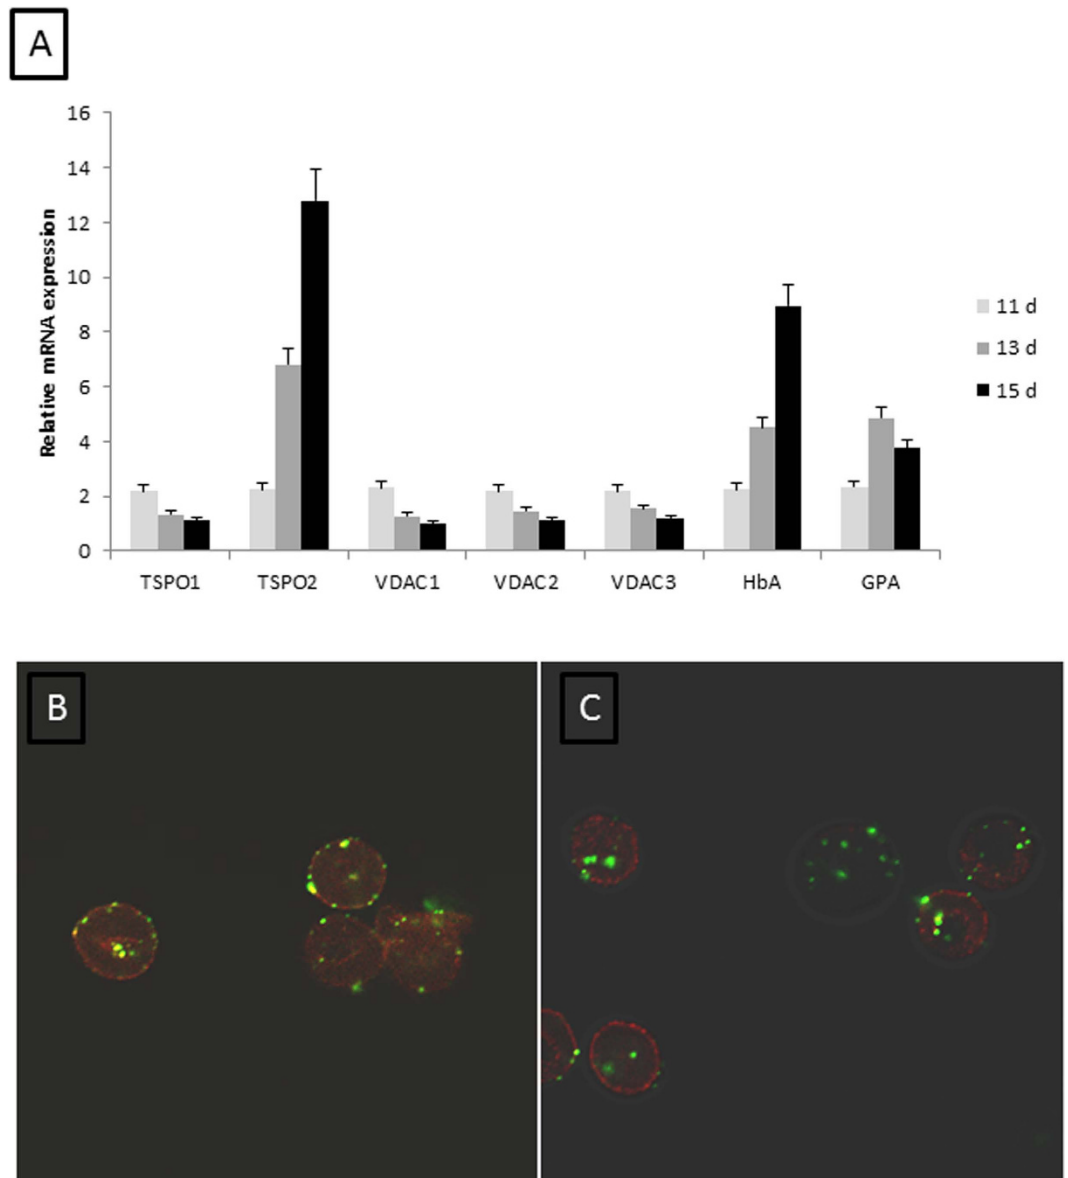 A
Relative mRNA expression
16
14
12
10
8
6
4
2
0
TSPO1 TSPO2 VDAC1 VDAC2 VDAC3 HbA GPA
11 d
13 d
15 d
B
C